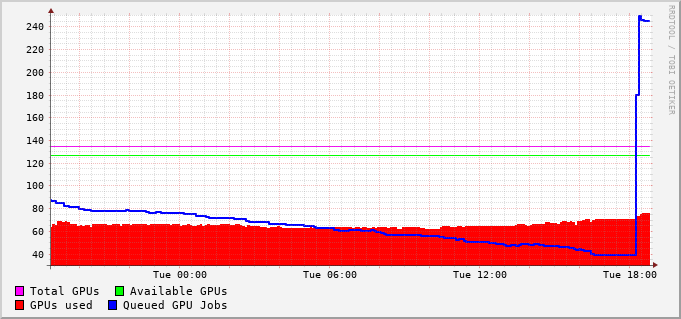 240
220
200
180
160
140
120
100
80
60
40
Tue 00:00 Tue 06:00 Tue 12:00 Tue 18:00
Total GPUs Available GPUs
GPUs used Queued GPU Jobs
RRDTOOL / TOBI OETIKER